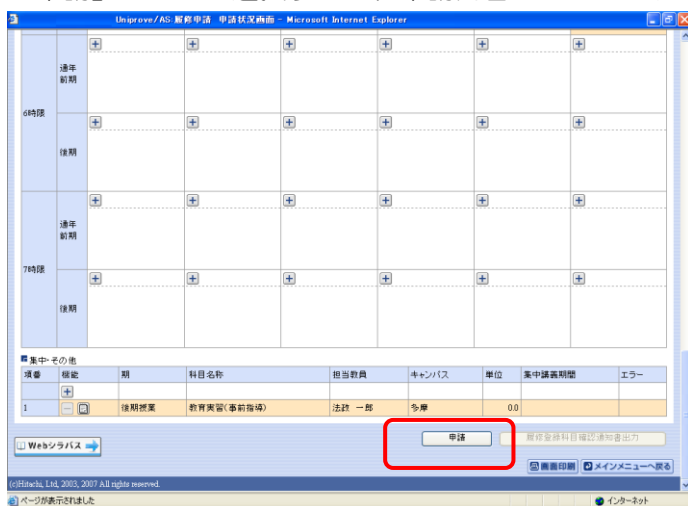 Uniprove/AS:履修申請 申請状況画面 - Microsoft Internet Explorer
6時限
通年
前期
後期
7時限
通年
前期
後期
集中・その他
項番 機能 期 科目名称 担当教員 キャンパス 単位 集中講義期間 エラー
1 後期授業 教育実習(事前指導) 法政 一郎 多摩 0.0
Webシラバス 申請 履修登録科目確認通知書出力
画面印刷 メインメニューへ戻る
(c)Hitachi, Ltd, 2003, 2007 All rights reserved.
ページが表示されました インターネット